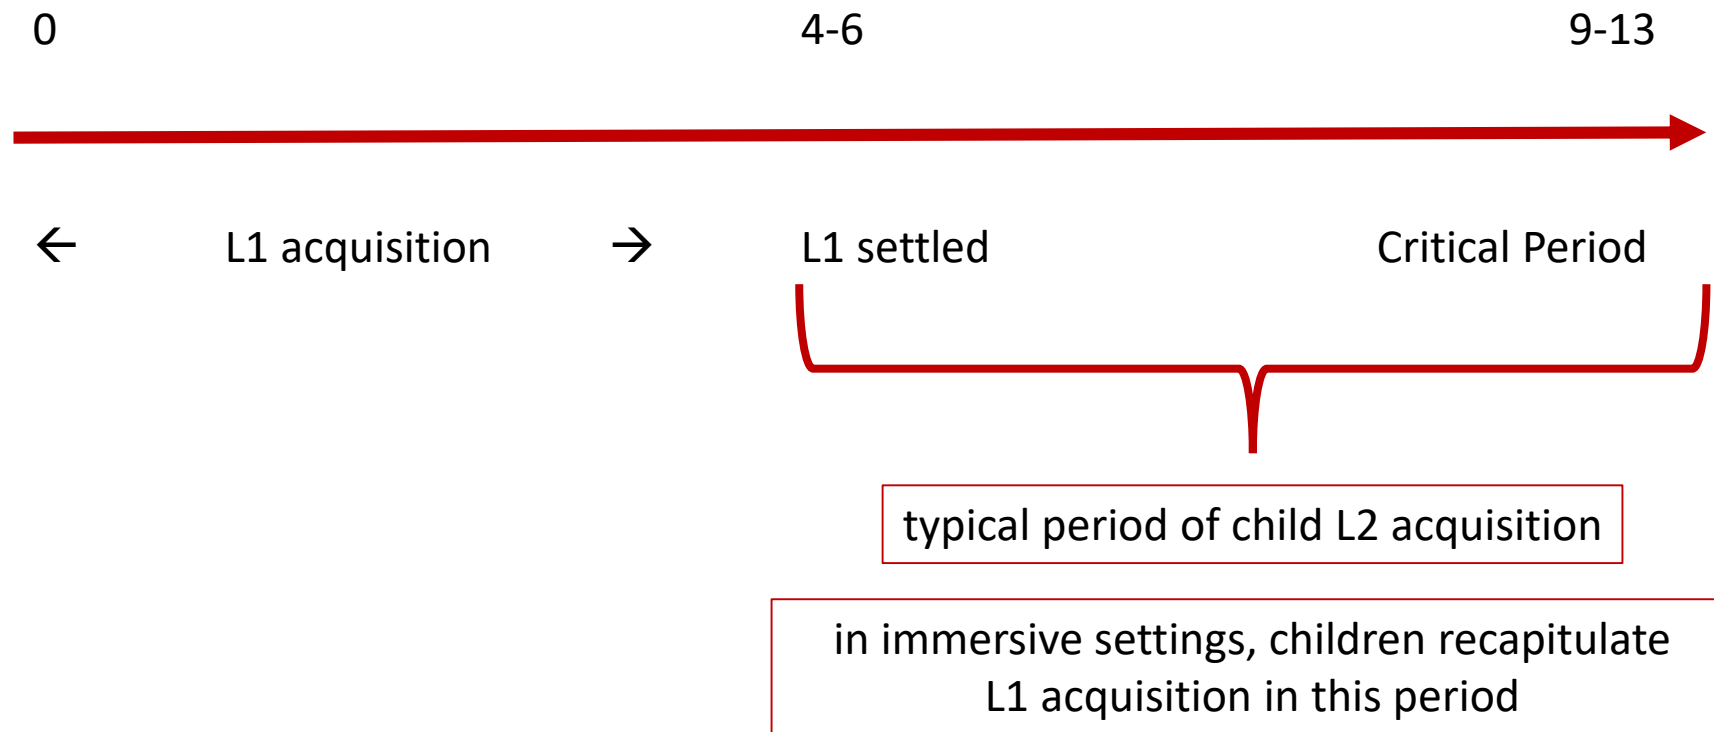 0 4-6 9-13
← L1 acquisition → L1 settled Critical Period
typical period of child L2 acquisition
in immersive settings, children recapitulate
L1 acquisition in this period